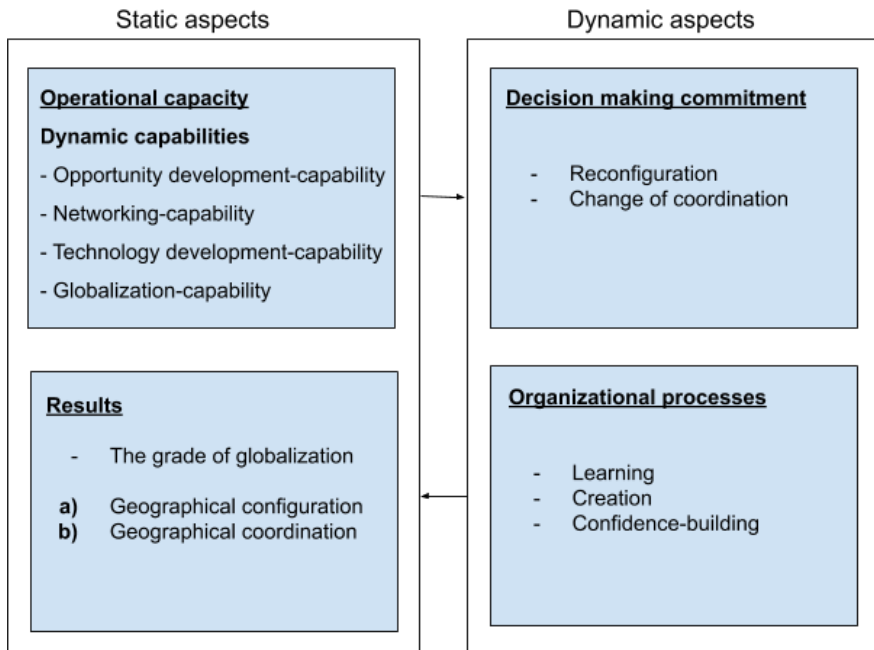 Static aspects
Operational capacity
Dynamic capabilities
- Opportunity development-capability
- Networking-capability
- Technology development-capability
- Globalization-capability
Results
- The grade of globalization
a) Geographical configuration
b) Geographical coordination
Dynamic aspects
Decision making commitment
- Reconfiguration
- Change of coordination
Organizational processes
- Learning
- Creation
- Confidence-building